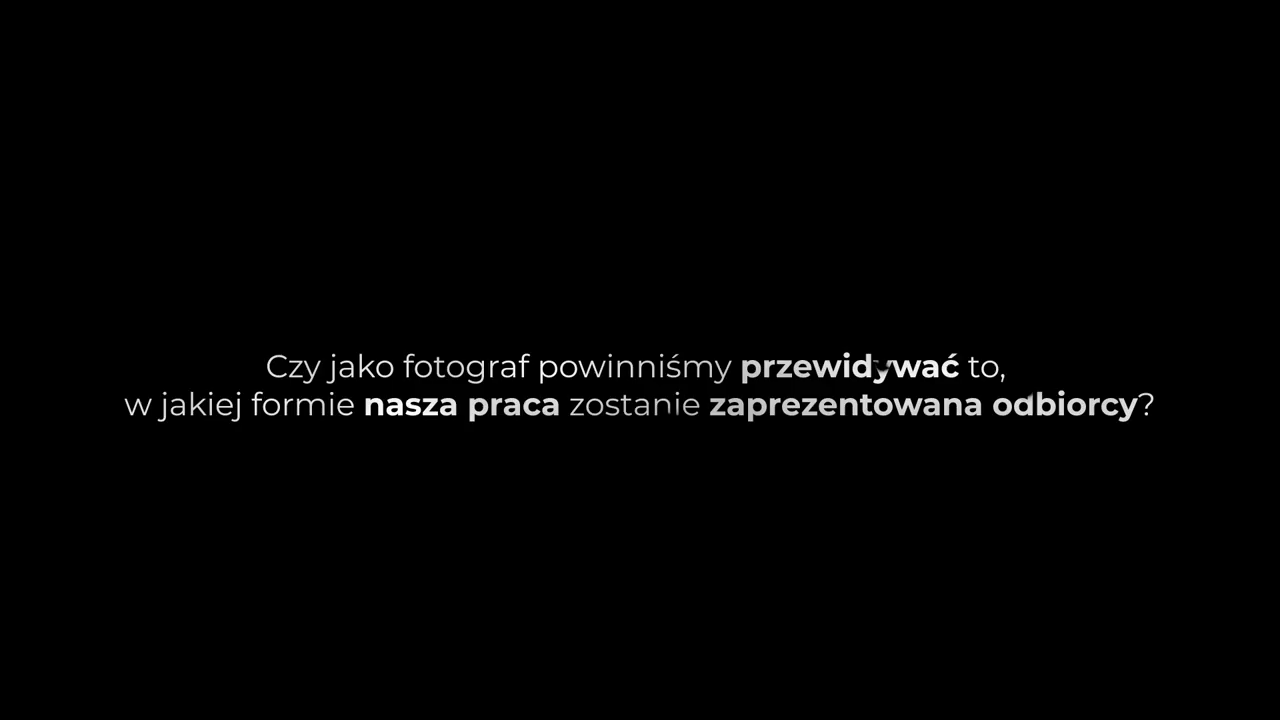 Czy jako fotograf powinniśmy przewidywać to,
w jakiej formie nasza praca zostanie zaprezentowana odbiorcy?